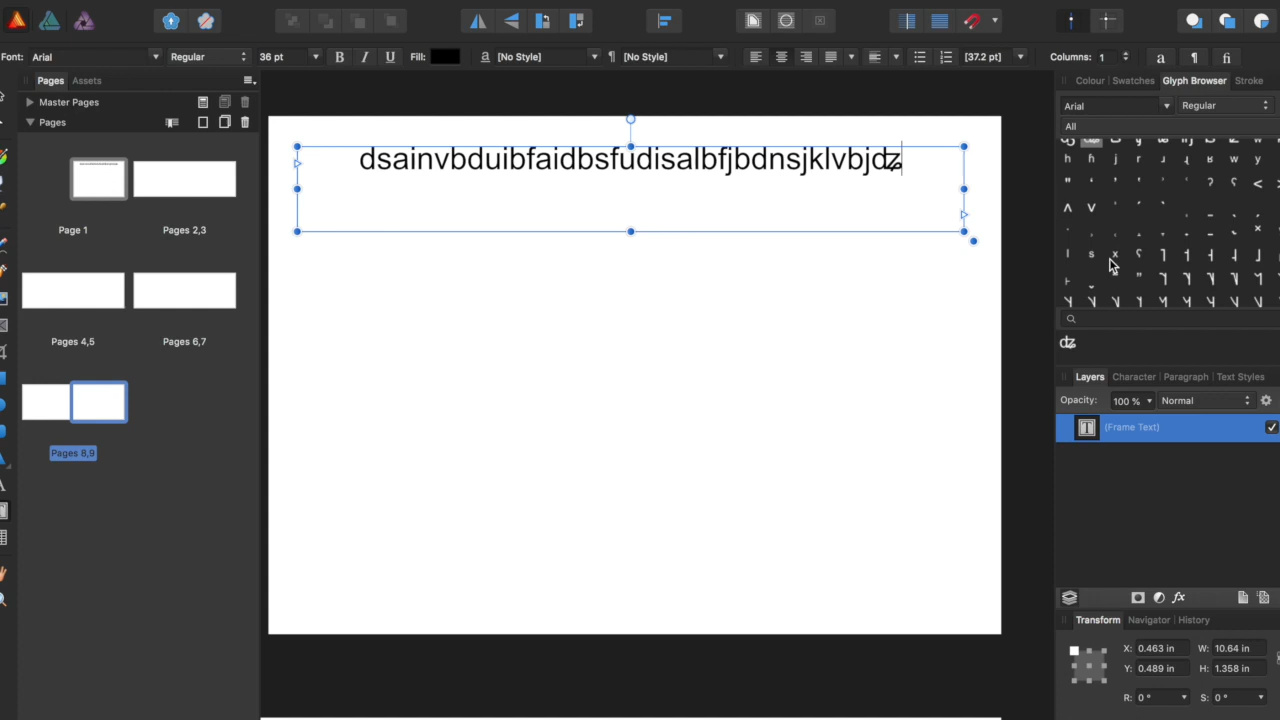 Font: Arial Regular 36 pt B I U Fill: a [No Style] ¶ [No Style] [37.2 pt] Columns: 1 a ¶ fi
Pages Assets
Master Pages
Pages
Page 1
Pages 2,3
Pages 4,5
Pages 6,7
Pages 8,9
dsainvbduibfaidbsfudisalbfjbdnsjklvbjdʥ
Colour Swatches Glyph Browser Stroke
Arial Regular
All
ʥ
Layers Character Paragraph Text Styles
Opacity: 100 % Normal
T (Frame Text)
fx
Transform Navigator History
X: 0.463 in W: 10.64 in
Y: 0.489 in H: 1.358 in
R: 0 ° S: 0 °